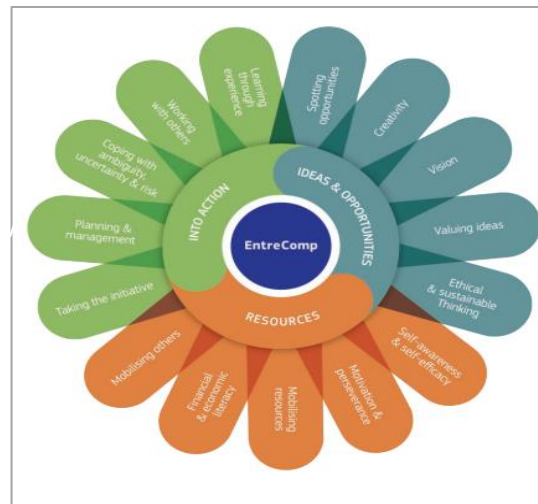 Spotting
opportunities
Creativity
Vision
Valuing ideas
Ethical
& sustainable
Thinking
Self-awareness
& self-efficacy
Motivation &
perseverance
Mobilising
resources
Financial
& economic
literacy
Mobilising others
Taking the initiative
Planning &
management
Coping with
ambiguity,
uncertainty & risk
Working
with others
Learning
through
experience
IDEAS & OPPORTUNITIES
RESOURCES
INTO ACTION
EntreComp